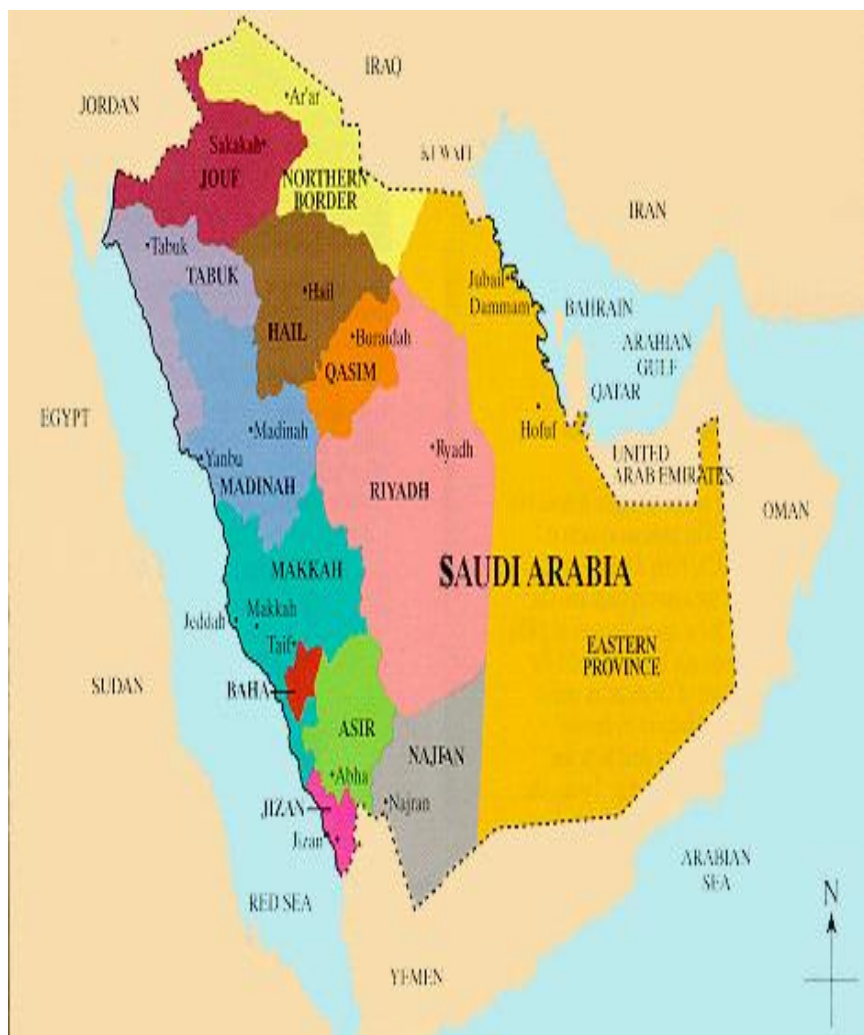 IRAQ
JORDAN
Ar'ar
KUWAIT
Sakakah
JOUF
NORTHERN
BORDER
IRAN
Tabuk
TABUK
Hail
HAIL
Jubail
Dammam
BAHRAIN
Buraidah
QASIM
ARABIAN
GULF
QATAR
EGYPT
Madinah
Hofuf
Yanbu
MADINAH
Ryadh
RIYADH
UNITED
ARAB EMIRATES
OMAN
MAKKAH
SAUDI ARABIA
Jeddah
Makkah
Taif
EASTERN
PROVINCE
SUDAN
BAHA
ASIR
NAJRAN
Abha
JIZAN
Najran
Jizan
ARABIAN
SEA
RED SEA
N
YEMEN